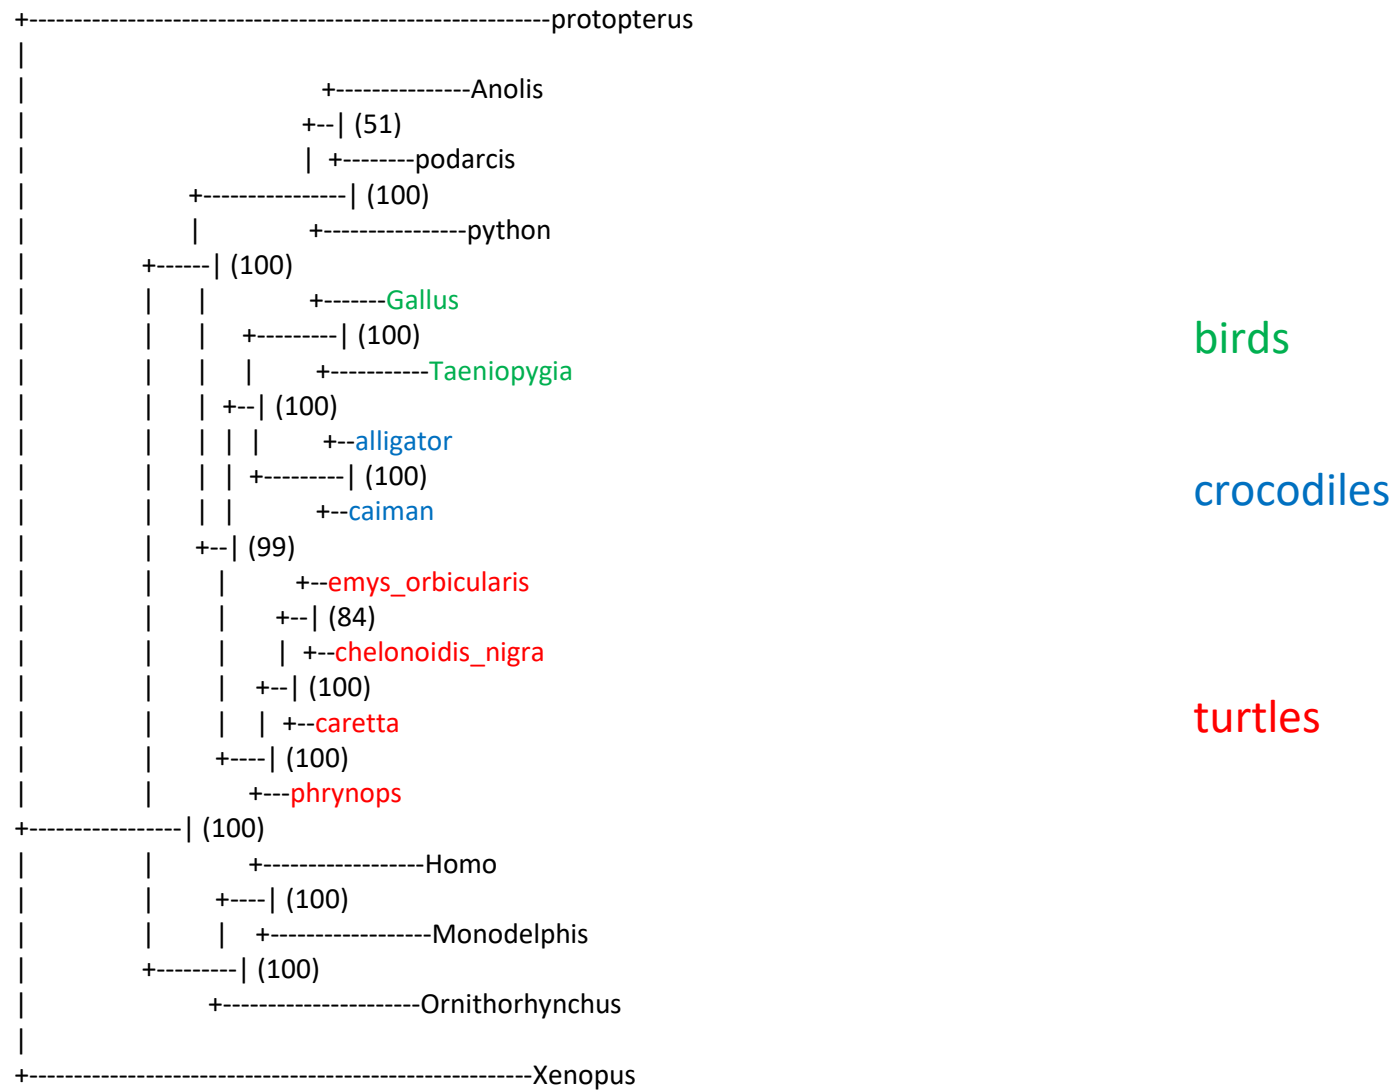 +-----------------------------------------------------------protopterus
|
|                                  +---------------Anolis
|                               +--| (51)
|                               |  +--------podarcis
|                  +----------------| (100)
|                  |            +----------------python
|             +------| (100)
|             |     |           +-------Gallus
|             |     |    +---------| (100)
birds
|             |     |    |       +-----------Taeniopygia
|             |     | +--| (100)
|             |     | |  |       +--alligator
|             |     | |  +---------| (100)
crocodiles
|             |     | |          +--caiman
|             |     +--| (99)
|             |       |        +--emys_orbicularis
|             |       |     +--| (84)
|             |       |     |  +--chelonoidis_nigra
|             |       |   +--| (100)
|             |       |   |  +--caretta
turtles
|             |       +----| (100)
|             |          +---phrynops
+-----------------| (100)
|             |          +------------------Homo
|             |       +----| (100)
|             |       |   +------------------Monodelphis
|             +---------| (100)
|                     +----------------------Ornithorhynchus
|
+---------------------------------------------------------Xenopus